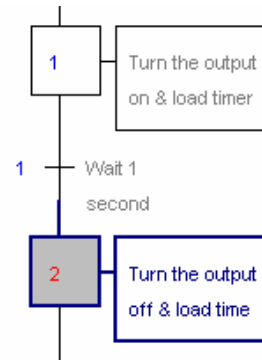 1
Turn the output
on & load timer
1
Wait 1
second
2
Turn the output
off & load time